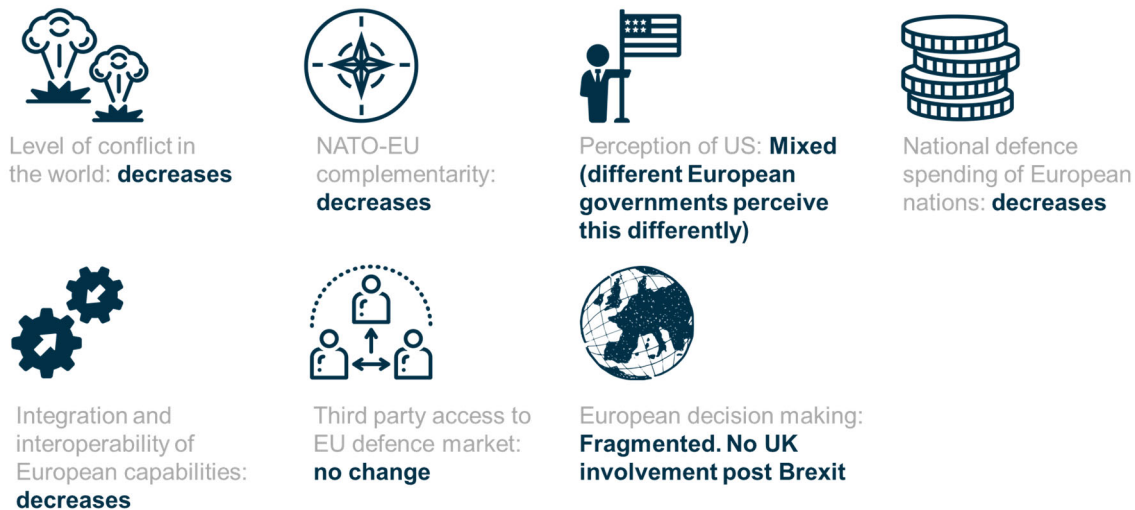 Level of conflict in
the world: decreases
NATO-EU
complementarity:
decreases
Perception of US: Mixed
(different European
governments perceive
this differently)
National defence
spending of European
nations: decreases
Integration and
interoperability of
European capabilities:
decreases
Third party access to
EU defence market:
no change
European decision making:
Fragmented. No UK
involvement post Brexit